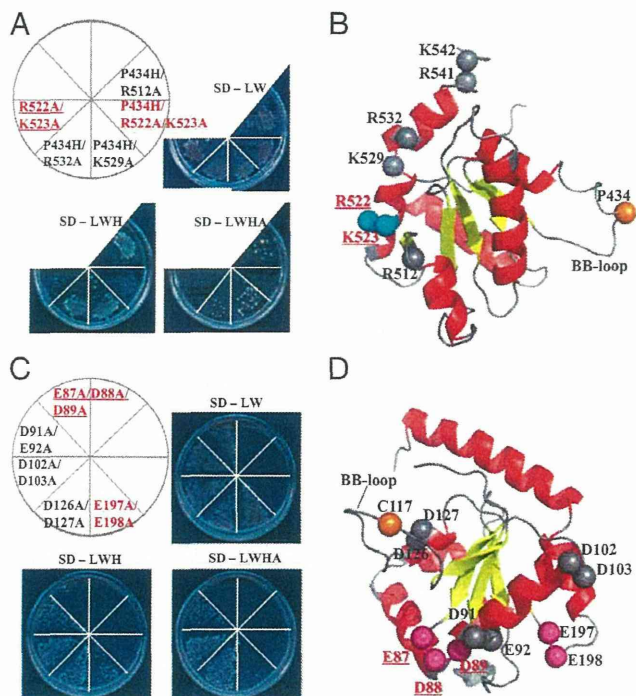 A
P434H/
R512A
R522A/
K523A
P434H/
R522A/K523A
P434H/
R532A
P434H/
K529A
SD – LW
SD – LWH
SD – LWHA
B
K542
R541
R532
K529
R522
K523
R512
P434
BB-loop
C
E87A/D88A/
D89A
D91A/
E92A
D102A/
D103A
D126A/
D127A
E197A/
E198A
SD – LW
SD – LWH
SD – LWHA
D
BB-loop
C117
D127
D126
D102
D103
D91
E92
E197
E198
E87
D89
D88